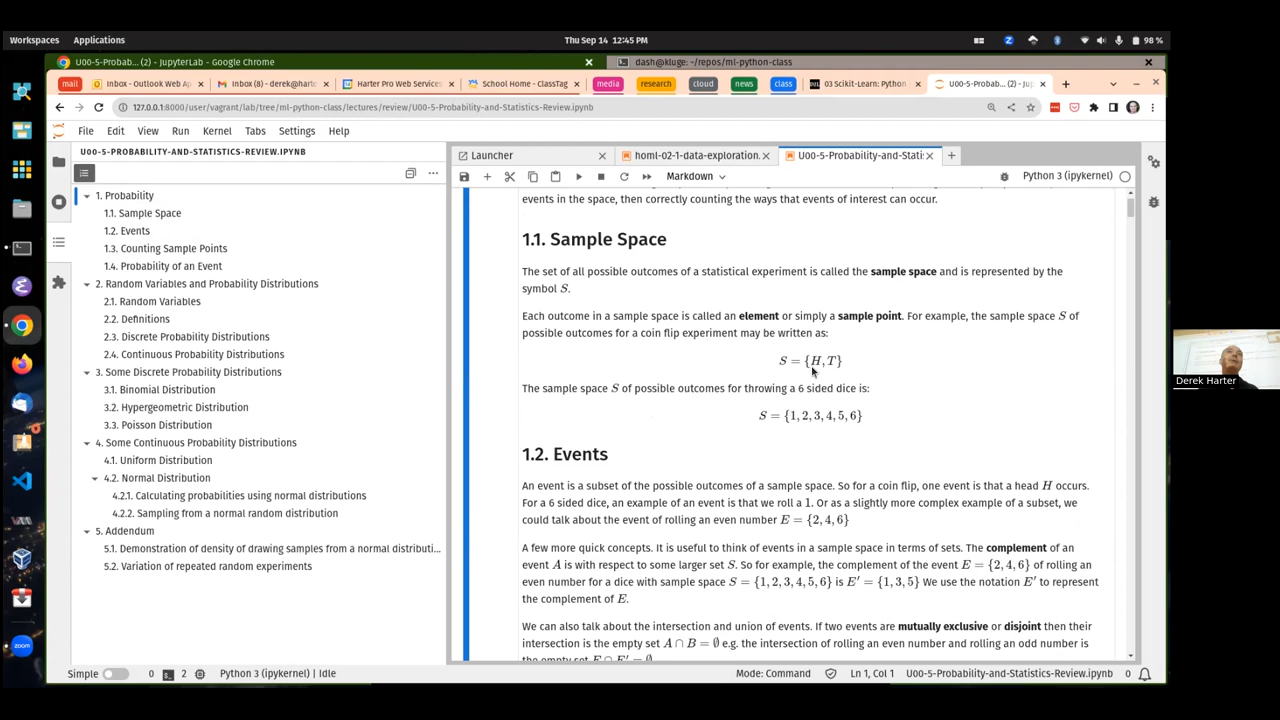 Workspaces Applications Thu Sep 14 12:45 PM 98 %
U00-5-Probab... (2) - JupyterLab - Google Chrome dash@kluge: ~/repos/ml-python-class
mail Inbox - Outlook Web Ap Inbox (8) - derek@harte Harter Pro Web Services School Home - ClassTag media research cloud news class 03 Scikit-Learn: Python U00-5-Probab... (2) - Ju
127.0.0.1:8000/user/vagrant/lab/tree/ml-python-class/lectures/review/U00-5-Probability-and-Statistics-Review.ipynb
File Edit View Run Kernel Tabs Settings Help
U00-5-PROBABILITY-AND-STATISTICS-REVIEW.IPYNB
1. Probability
1.1. Sample Space
1.2. Events
1.3. Counting Sample Points
1.4. Probability of an Event
2. Random Variables and Probability Distributions
2.1. Random Variables
2.2. Definitions
2.3. Discrete Probability Distributions
2.4. Continuous Probability Distributions
3. Some Discrete Probability Distributions
3.1. Binomial Distribution
3.2. Hypergeometric Distribution
3.3. Poisson Distribution
4. Some Continuous Probability Distributions
4.1. Uniform Distribution
4.2. Normal Distribution
4.2.1. Calculating probabilities using normal distributions
4.2.2. Sampling from a normal random distribution
5. Addendum
5.1. Demonstration of density of drawing samples from a normal distributi...
5.2. Variation of repeated random experiments
Launcher homl-02-1-data-exploration. U00-5-Probability-and-Stati:
Markdown Python 3 (ipykernel)
events in the space, then correctly counting the ways that events of interest can occur.
1.1. Sample Space
The set of all possible outcomes of a statistical experiment is called the sample space and is represented by the
symbol S.
Each outcome in a sample space is called an element or simply a sample point. For example, the sample space S of
possible outcomes for a coin flip experiment may be written as:
S = {H, T}
The sample space S of possible outcomes for throwing a 6 sided dice is:
S = {1, 2, 3, 4, 5, 6}
1.2. Events
An event is a subset of the possible outcomes of a sample space. So for a coin flip, one event is that a head H occurs.
For a 6 sided dice, an example of an event is that we roll a 1. Or as a slightly more complex example of a subset, we
could talk about the event of rolling an even number E = {2, 4, 6}
A few more quick concepts. It is useful to think of events in a sample space in terms of sets. The complement of an
event A is with respect to some larger set S. So for example, the complement of the event E = {2, 4, 6} of rolling an
even number for a dice with sample space S = {1, 2, 3, 4, 5, 6} is E′ = {1, 3, 5} We use the notation E′ to represent
the complement of E.
We can also talk about the intersection and union of events. If two events are mutually exclusive or disjoint then their
intersection is the empty set A ∩ B = ∅ e.g. the intersection of rolling an even number and rolling an odd number is
the empty set E ∩ E′ = ∅
Simple 0 2 Python 3 (ipykernel) | Idle Mode: Command Ln 1, Col 1 U00-5-Probability-and-Statistics-Review.ipynb 0
Derek Harter
zoom